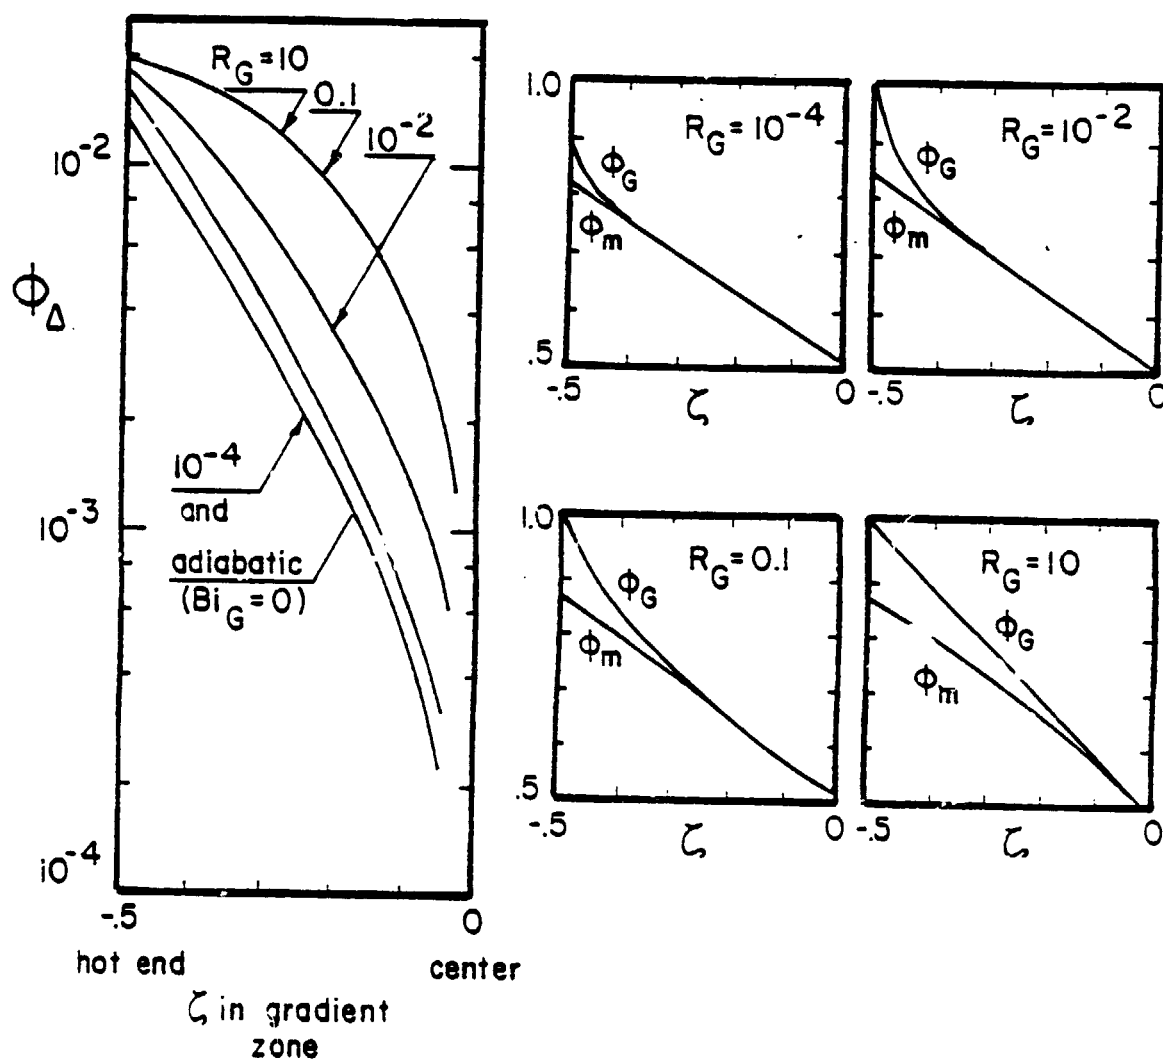 R_G=10
0.1
10^-2
10^-2
Φ_Δ
10^-4
and
10^-3
adiabatic
(Bi_G=0)
10^-4
-.5
0
hot end
center
ζ in gradient
zone
1.0
R_G=10^-4
ϕ_G
ϕ_m
.5
-.5
ζ
0
R_G=10^-2
ϕ_G
ϕ_m
-.5
ζ
0
1.0
R_G=0.1
ϕ_G
ϕ_m
.5
-.5
ζ
0
R_G=10
ϕ_G
ϕ_m
-.5
ζ
0